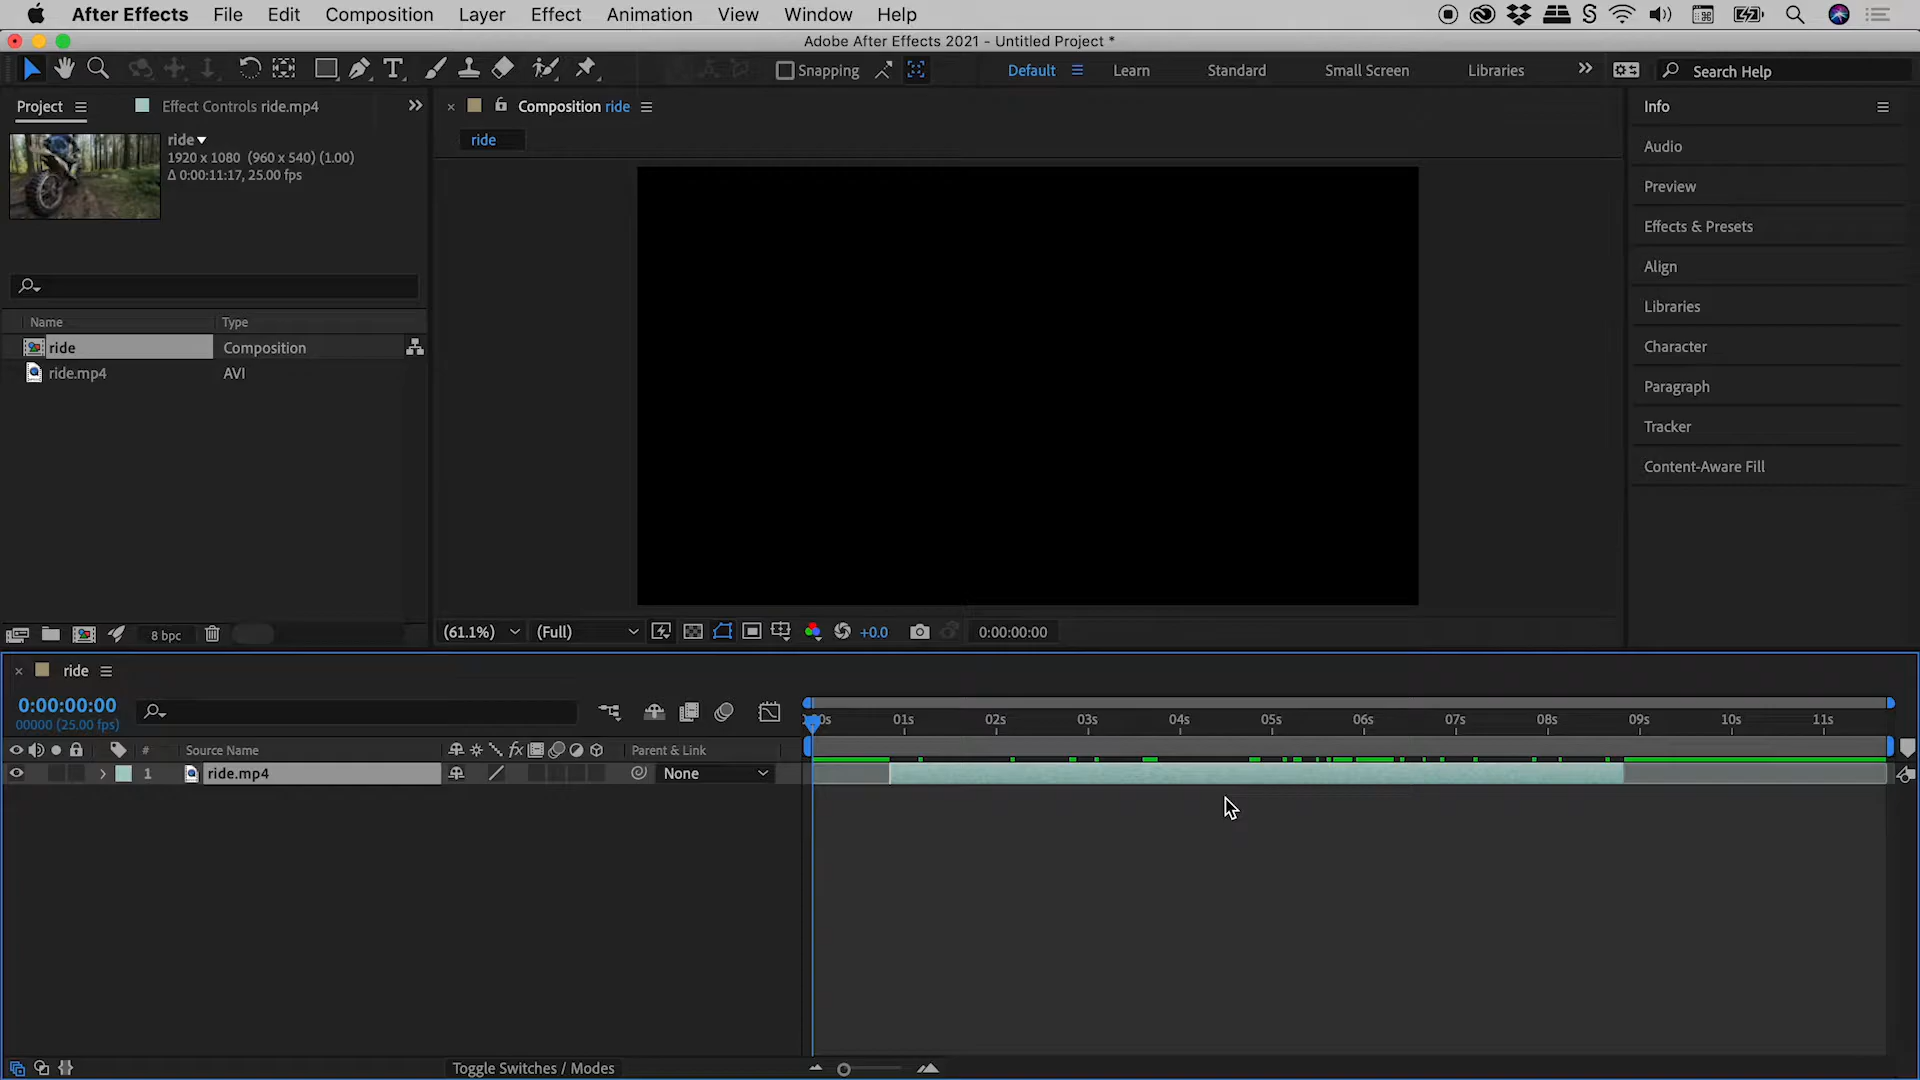 After Effects File Edit Composition Layer Effect Animation View Window Help
Adobe After Effects 2021 - Untitled Project *
Snapping Default Learn Standard Small Screen Libraries Search Help
Project Effect Controls ride.mp4
Composition ride
Info
ride
1920 x 1080 (960 x 540) (1.00)
Δ 0:00:11:17, 25.00 fps
ride
Audio
Preview
Effects & Presets
Align
Libraries
Character
Paragraph
Tracker
Content-Aware Fill
Name Type
ride Composition
ride.mp4 AVI
8 bpc
(61.1%) (Full) +0.0 0:00:00:00
ride
0:00:00:00
00000 (25.00 fps)
01s 02s 03s 04s 05s 06s 07s 08s 09s 10s 11s
# Source Name fx Parent & Link
1 ride.mp4 None
Toggle Switches / Modes